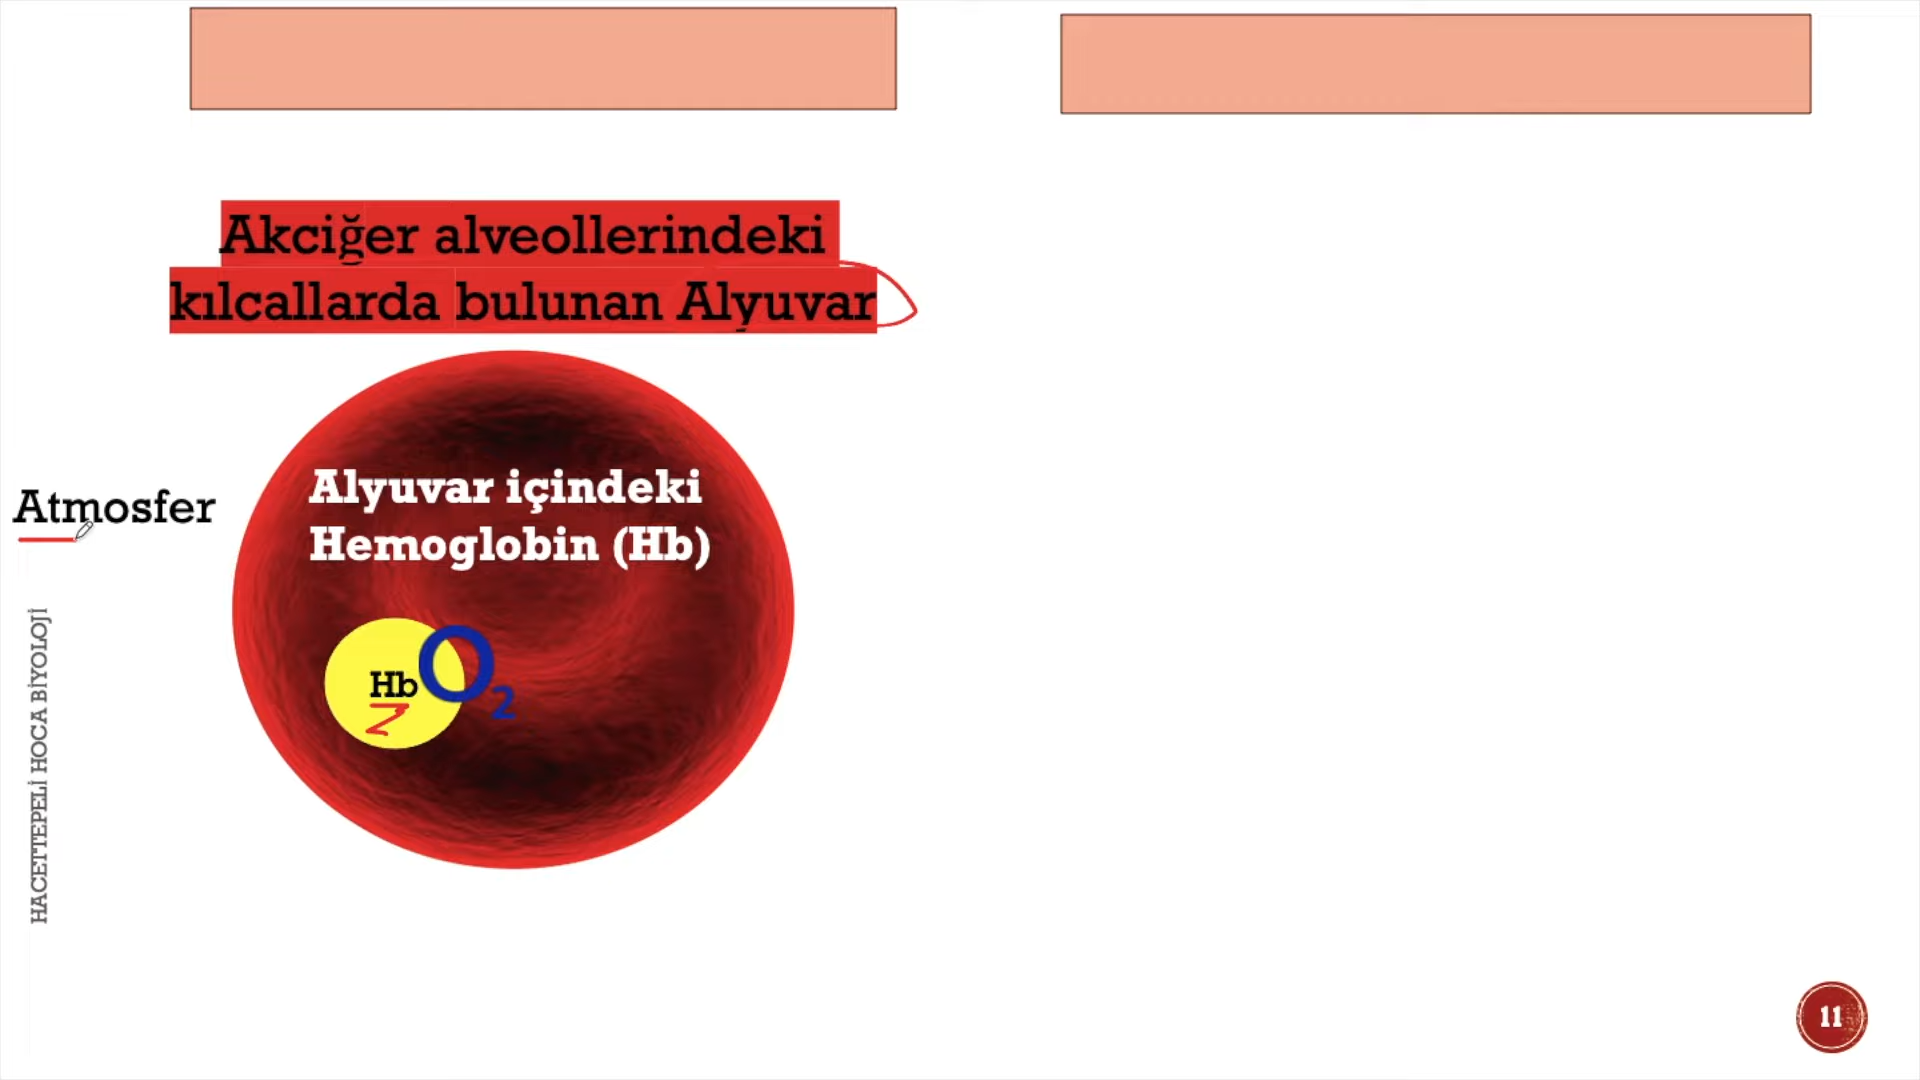 Akciğer alveollerindeki
kılcallarda bulunan Alyuvar
Alyuvar içindeki
Hemoglobin (Hb)
Atmosfer
Hb O2
HACETTEPELİ HOCA BİYOLOJİ
11